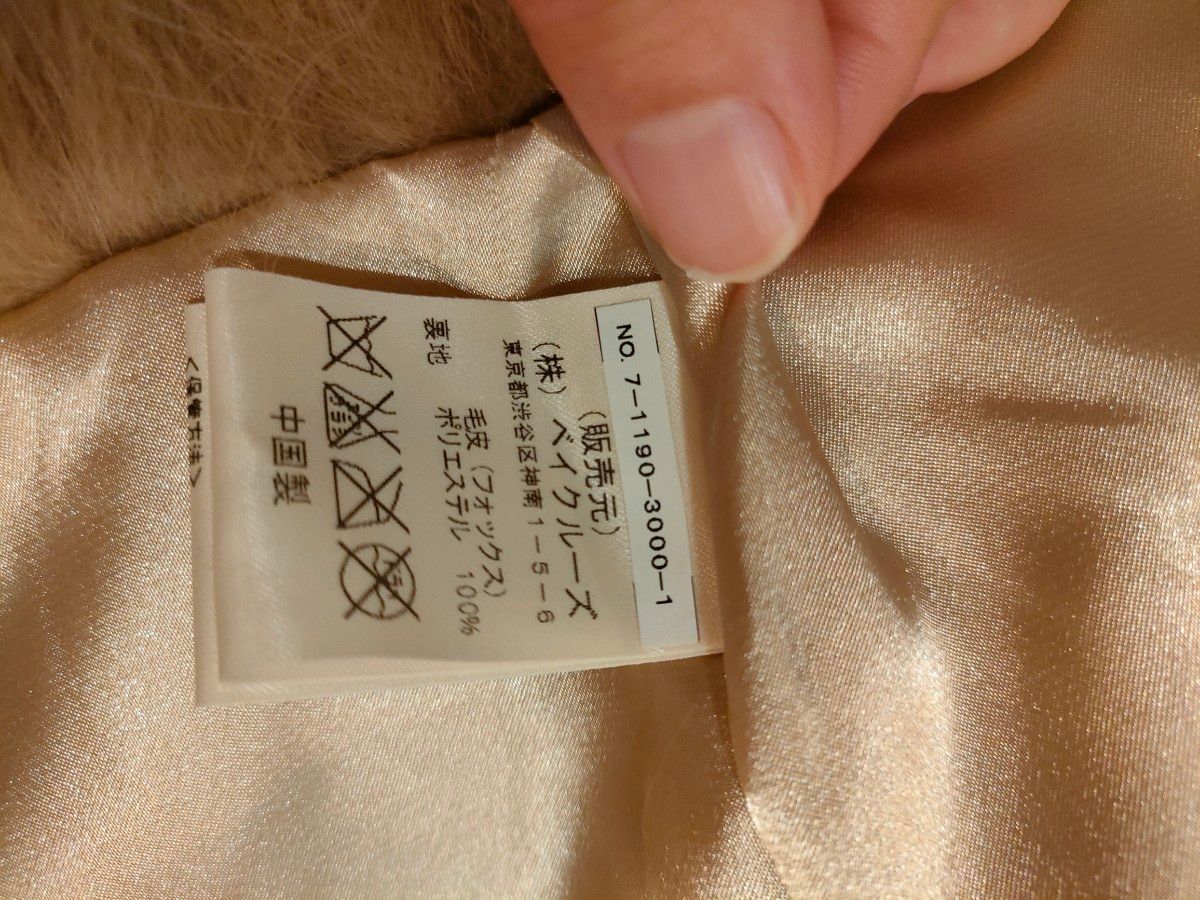 NO. 7-1190-3000-1
(販売元)
(株) ベイクルーズ
東京都渋谷区神南1-5-6
毛皮(フォックス)
裏地 ポリエステル 100%
中国製